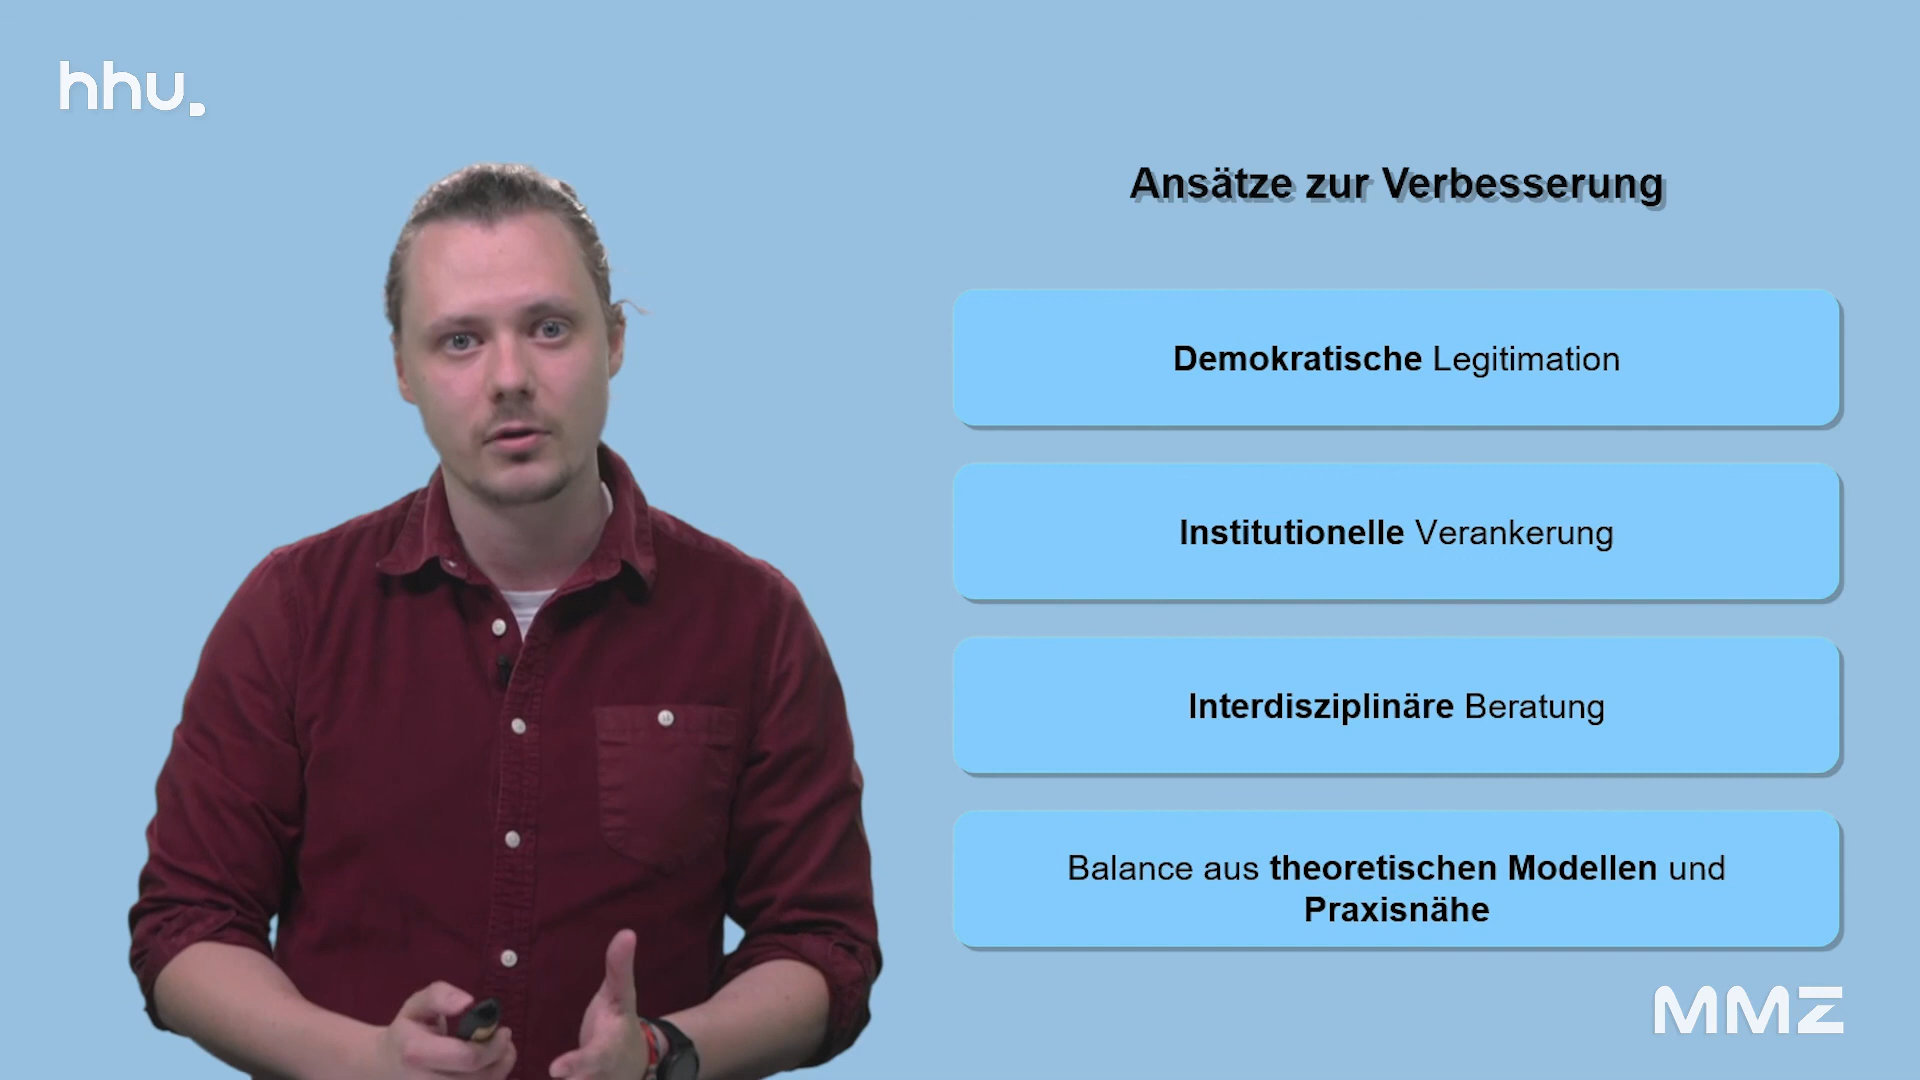 hhu.
Ansätze zur Verbesserung
Demokratische Legitimation
Institutionelle Verankerung
Interdisziplinäre Beratung
Balance aus theoretischen Modellen und
Praxisnähe
MMZ